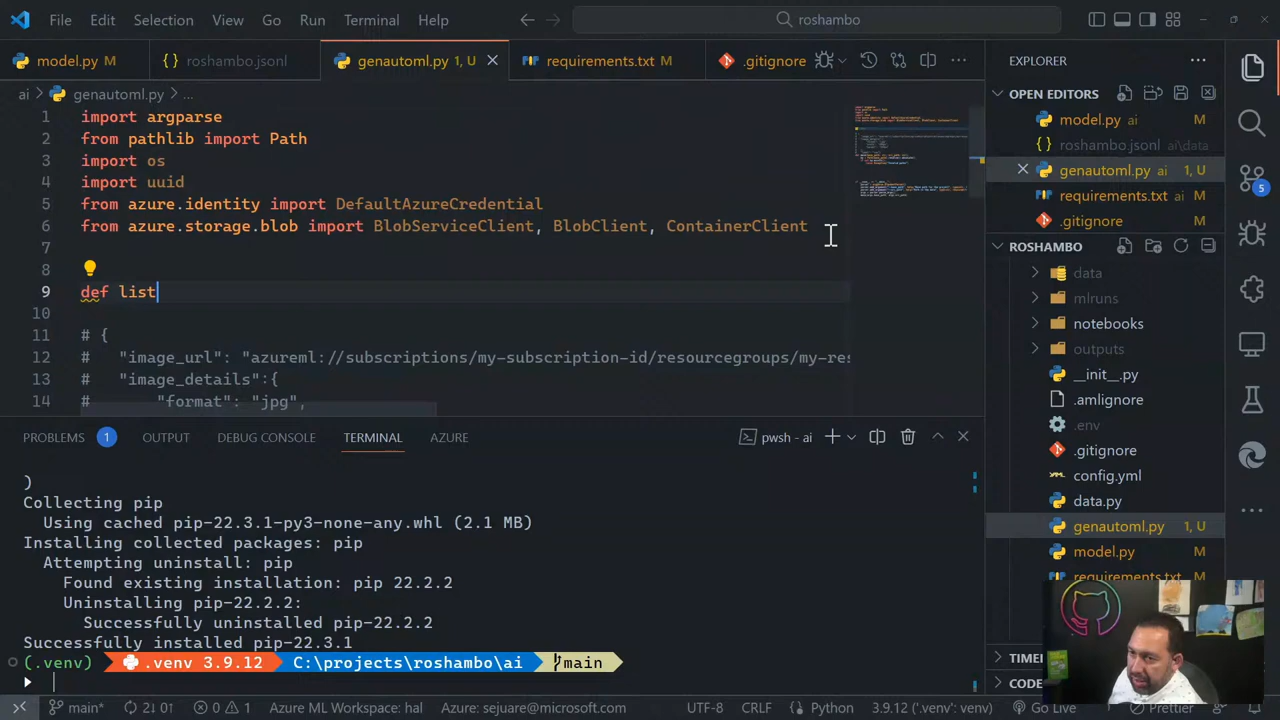 File Edit Selection View Go Run Terminal Help
roshambo
model.py M
roshambo.jsonl
genautoml.py 1, U
requirements.txt M
.gitignore
ai > genautoml.py > ...
1 import argparse
2 from pathlib import Path
3 import os
4 import uuid
5 from azure.identity import DefaultAzureCredential
6 from azure.storage.blob import BlobServiceClient, BlobClient, ContainerClient
7
8
9 def list
10
11 # {
12 # "image_url": "azureml://subscriptions/my-subscription-id/resourcegroups/my-res
13 # "image_details":{
14 # "format": "jpg",
PROBLEMS 1 OUTPUT DEBUG CONSOLE TERMINAL AZURE
pwsh - ai
)
Collecting pip
Using cached pip-22.3.1-py3-none-any.whl (2.1 MB)
Installing collected packages: pip
Attempting uninstall: pip
Found existing installation: pip 22.2.2
Uninstalling pip-22.2.2:
Successfully uninstalled pip-22.2.2
Successfully installed pip-22.3.1
(.venv) .venv 3.9.12 C:\projects\roshambo\ai main
EXPLORER
OPEN EDITORS
model.py ai M
roshambo.jsonl ai\data
genautoml.py ai 1, U
requirements.txt M
.gitignore
ROSHAMBO
data
mlruns
notebooks
outputs
__init__.py
.amlignore
.env
.gitignore
config.yml
data.py
genautoml.py 1, U
model.py M
requirements.txt M
TIMEL
CODE
5
main* 2↓ 0↑ 0 1 Azure ML Workspace: hal Azure: sejuare@microsoft.com UTF-8 CRLF Python 3.9.12 ('.venv': venv) Go Live Prettier